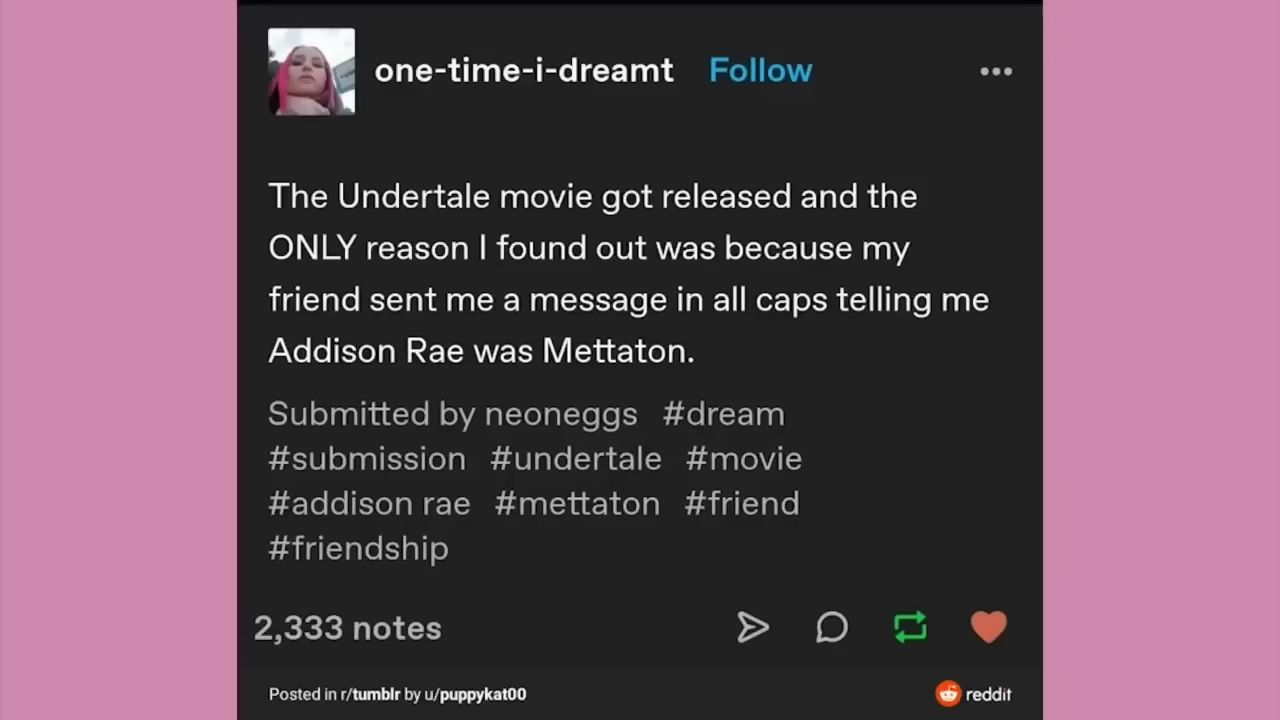 one-time-i-dreamt Follow
The Undertale movie got released and the
ONLY reason I found out was because my
friend sent me a message in all caps telling me
Addison Rae was Mettaton.
Submitted by neoneggs #dream
#submission #undertale #movie
#addison rae #mettaton #friend
#friendship
2,333 notes
Posted in r/tumblr by u/puppykat00 reddit